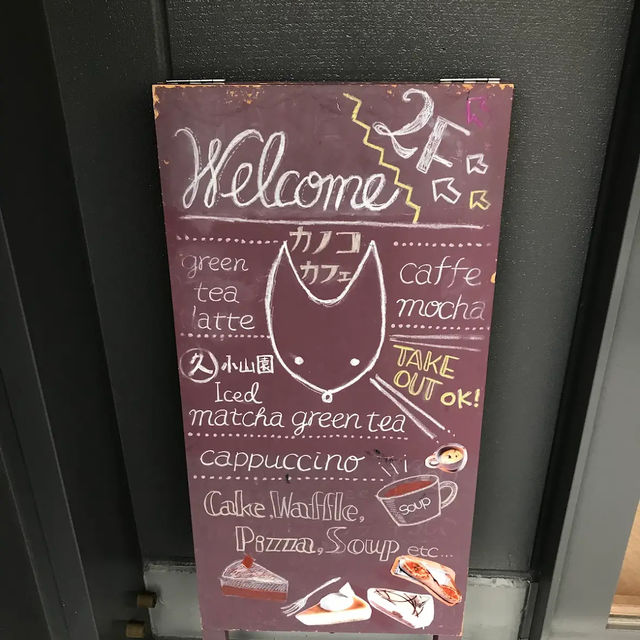 Welcome
2F
カノコ
カフェ
green
tea
latte
caffe
mocha
久 小山園
Iced
matcha green tea
TAKE
OUT OK!
cappuccino
Cake, Waffle,
Pizzza, Soup etc...
soup